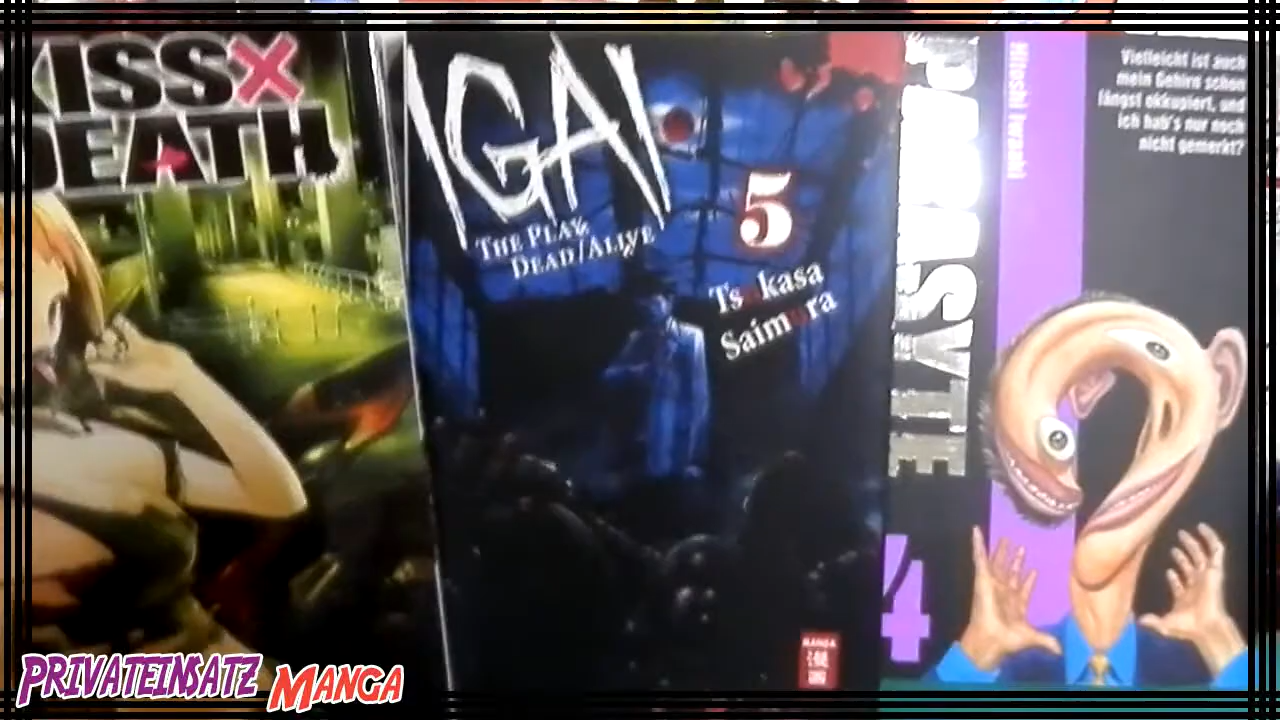 KISS×
DEATH
IGAI
THE PLAY
DEAD/ALIVE
5
Tsukasa
Saimura
MANGA
PARASYTE
4
Hitoshi Iwaaki
Vielleicht ist auch
mein Gehirn schon
längst okkupiert, und
ich hab's nur noch
nicht gemerkt?
PRIVATEINSATZ MANGA